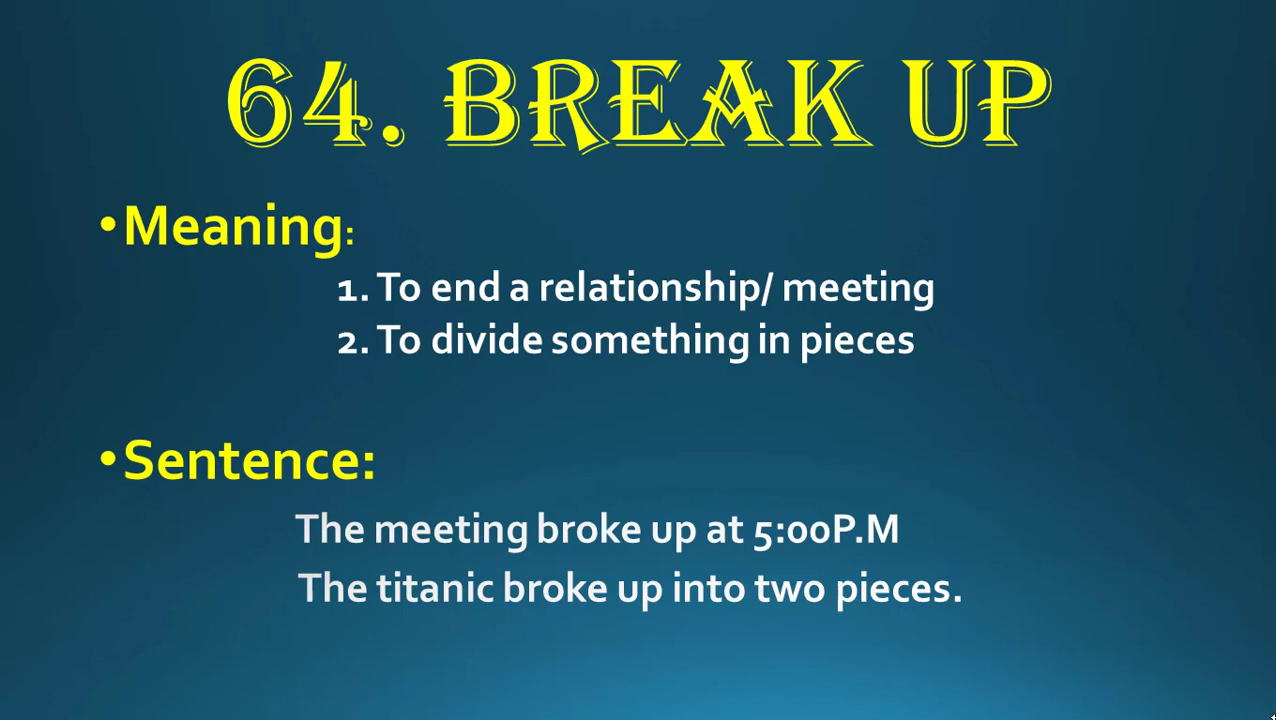 64. BREAK UP
•Meaning:
1. To end a relationship/ meeting
2. To divide something in pieces
•Sentence:
The meeting broke up at 5:00P.M
The titanic broke up into two pieces.